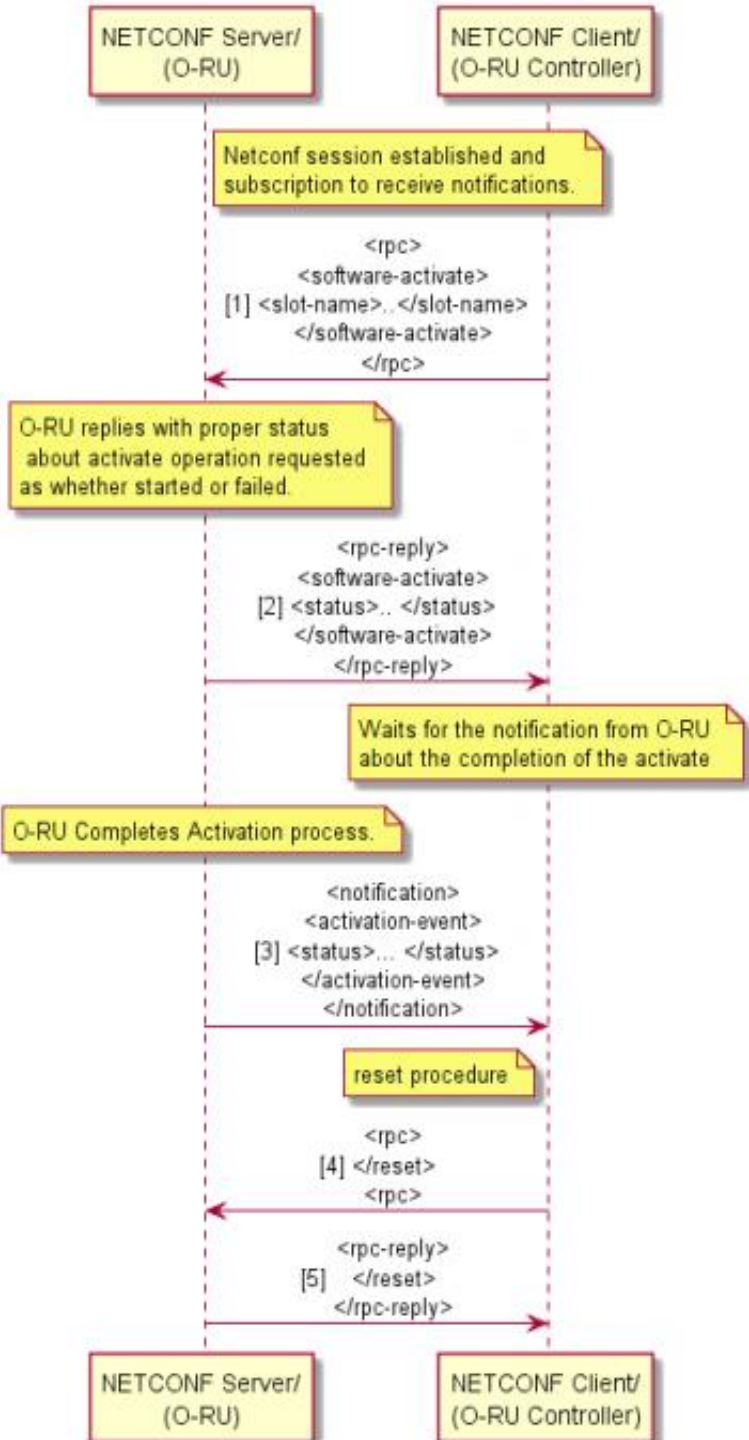 NETCONF Server/
(O-RU)
NETCONF Client/
(O-RU Controller)
Netconf session established and
subscription to receive notifications.
<rpc>
<software-activate>
[1] <slot-name>..</slot-name>
</software-activate>
</rpc>
O-RU replies with proper status
about activate operation requested
as whether started or failed.
<rpc-reply>
<software-activate>
[2] <status>.. </status>
</software-activate>
</rpc-reply>
Waits for the notification from O-RU
about the completion of the activate
O-RU Completes Activation process.
<notification>
<activation-event>
[3] <status>... </status>
</activation-event>
</notification>
reset procedure
<rpc>
[4] </reset>
<rpc>
<rpc-reply>
[5] </reset>
</rpc-reply>
NETCONF Server/
(O-RU)
NETCONF Client/
(O-RU Controller)